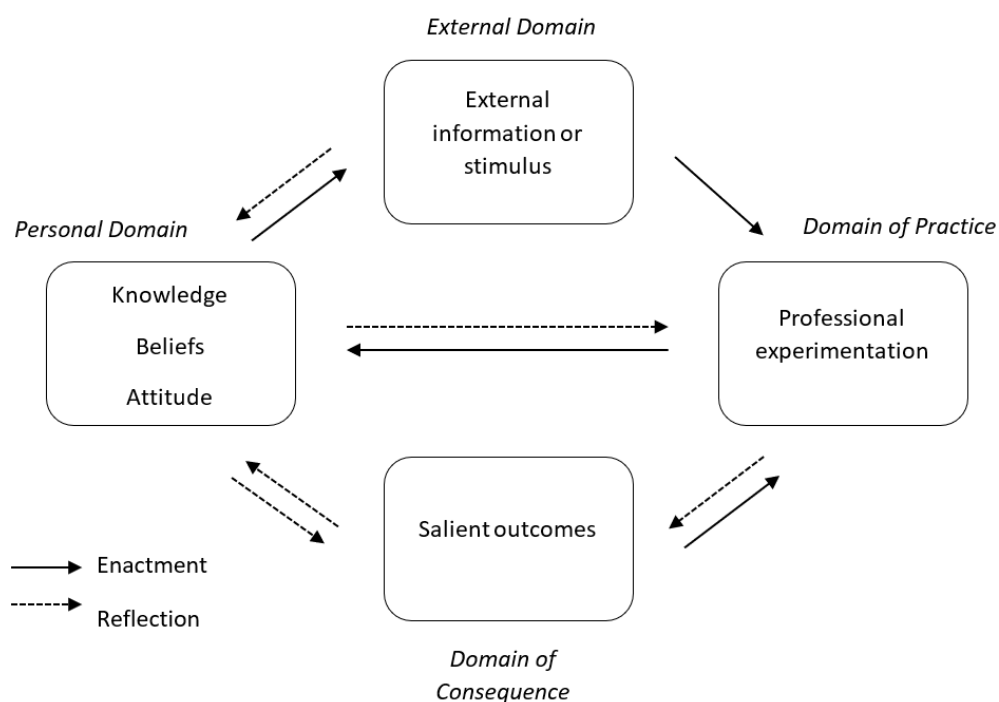 External Domain
External
information or
stimulus
Personal Domain
Domain of Practice
Knowledge
Beliefs
Attitude
Professional
experimentation
Salient outcomes
Enactment
Reflection
Domain of
Consequence